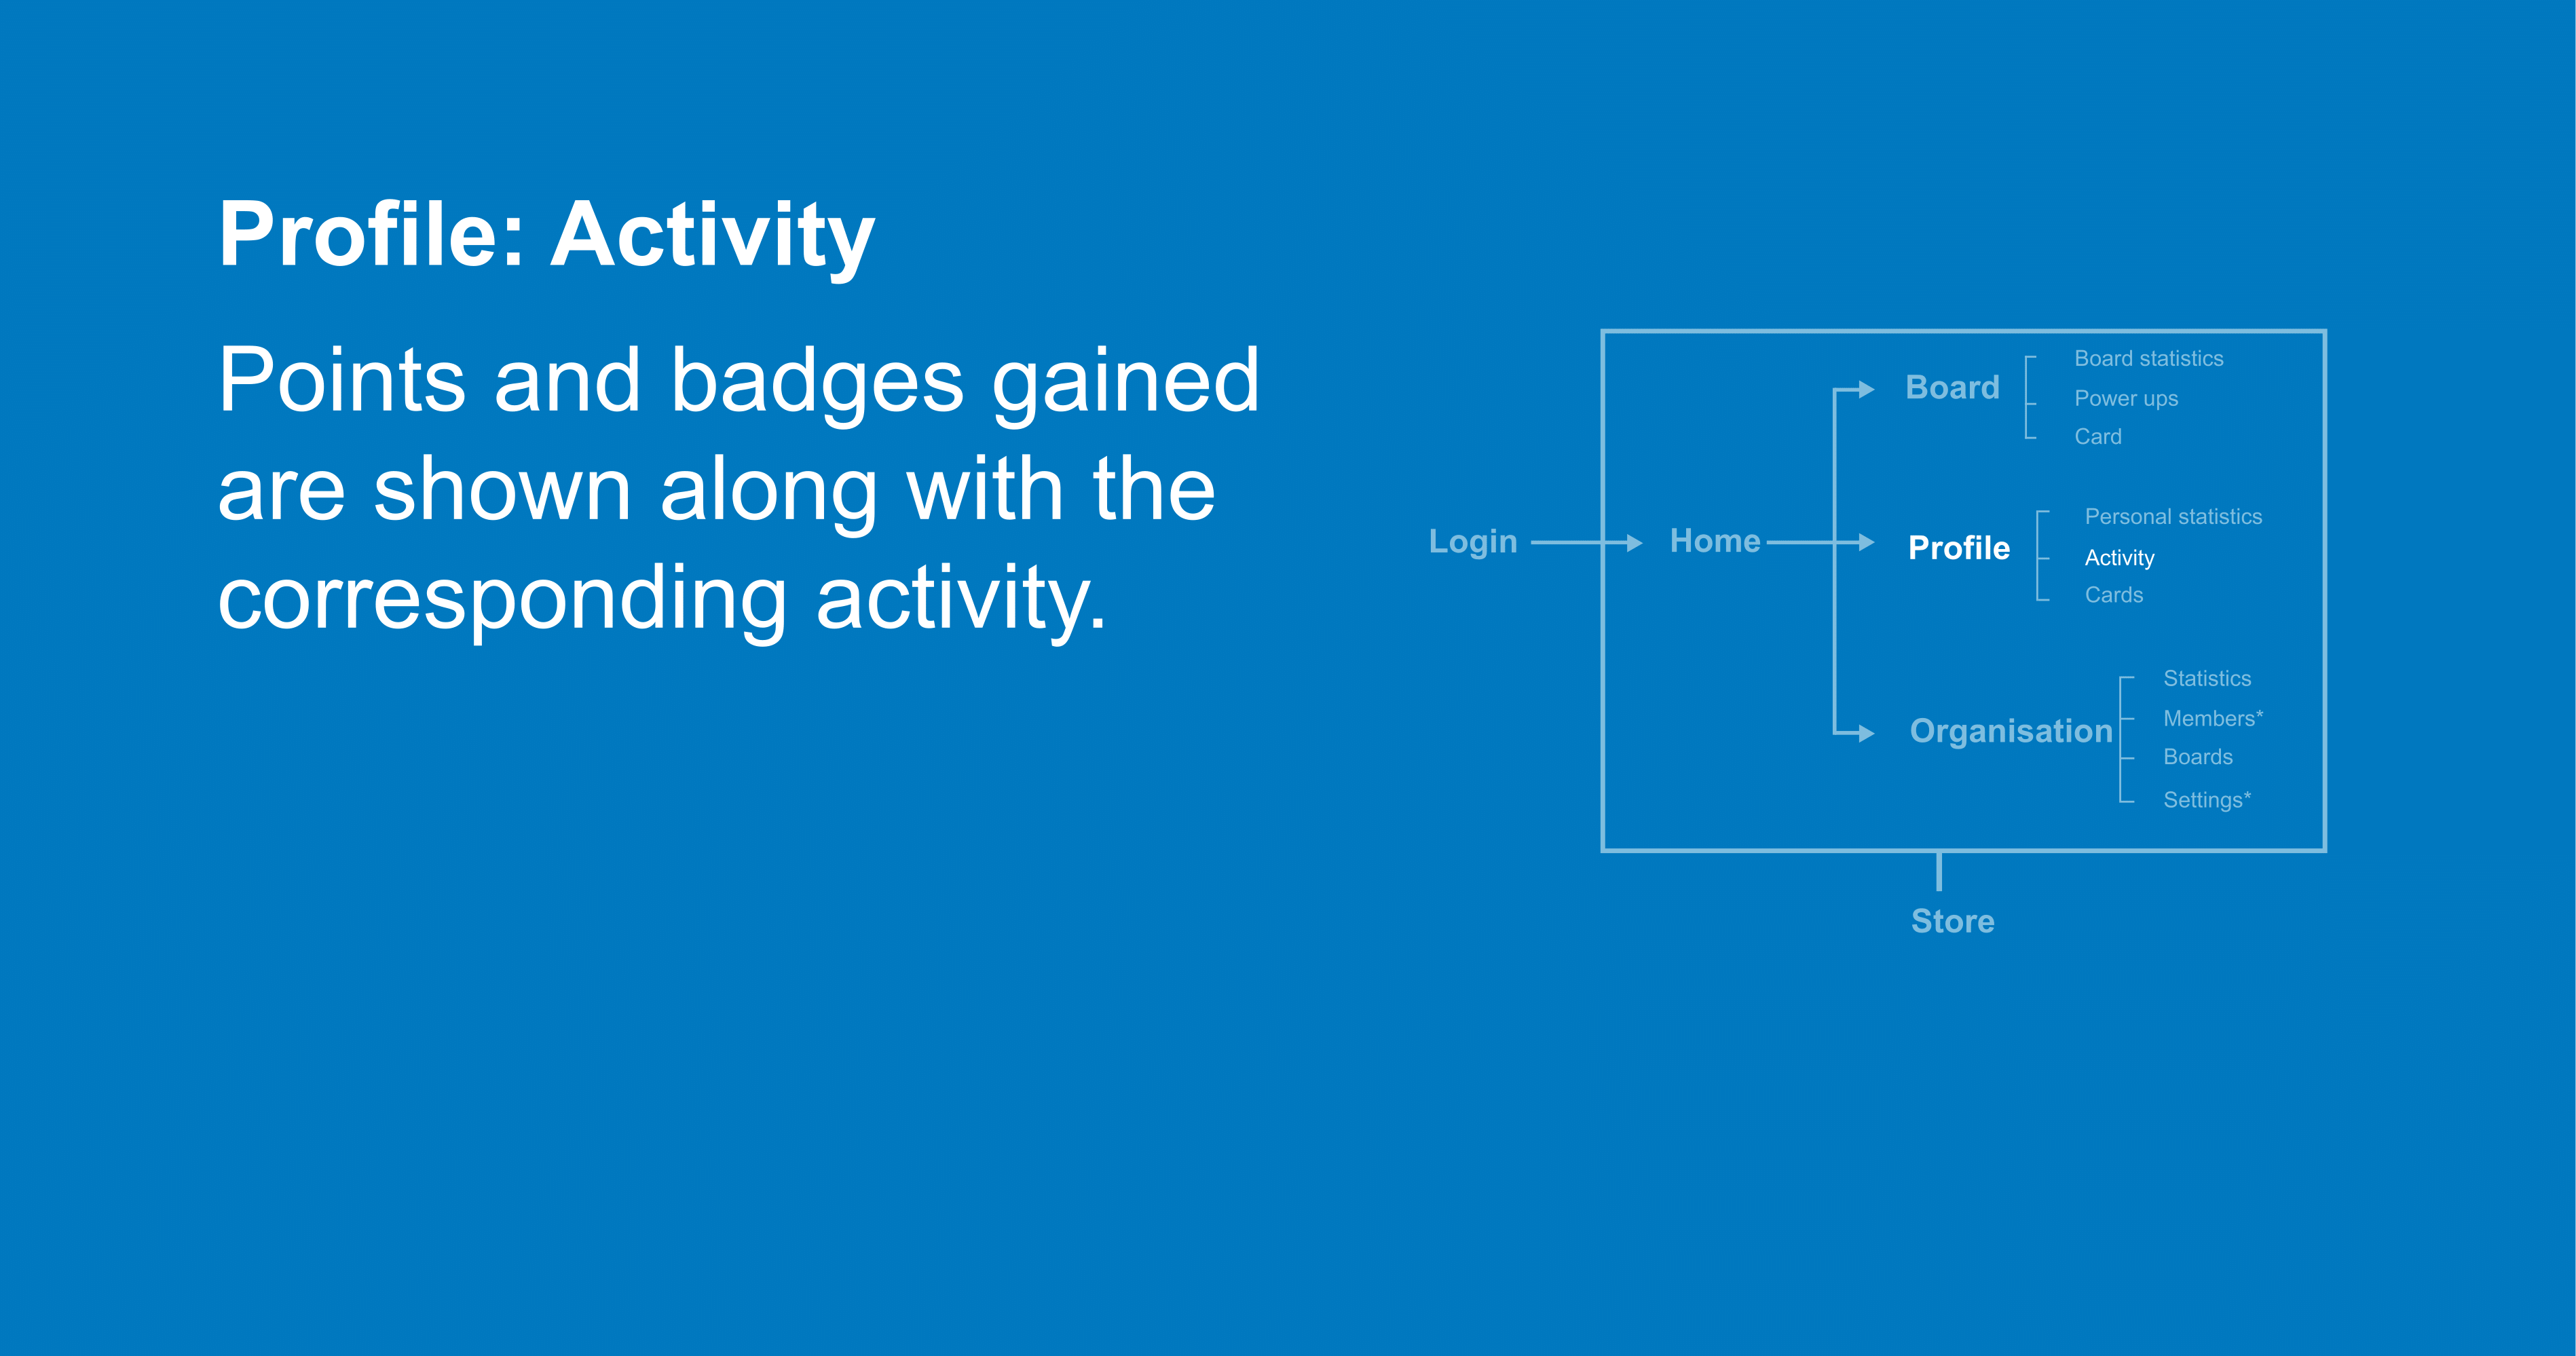 Profile: Activity
Points and badges gained
are shown along with the
corresponding activity.
Login
Home
Board
Board statistics
Power ups
Card
Profile
Personal statistics
Activity
Cards
Organisation
Statistics
Members*
Boards
Settings*
Store